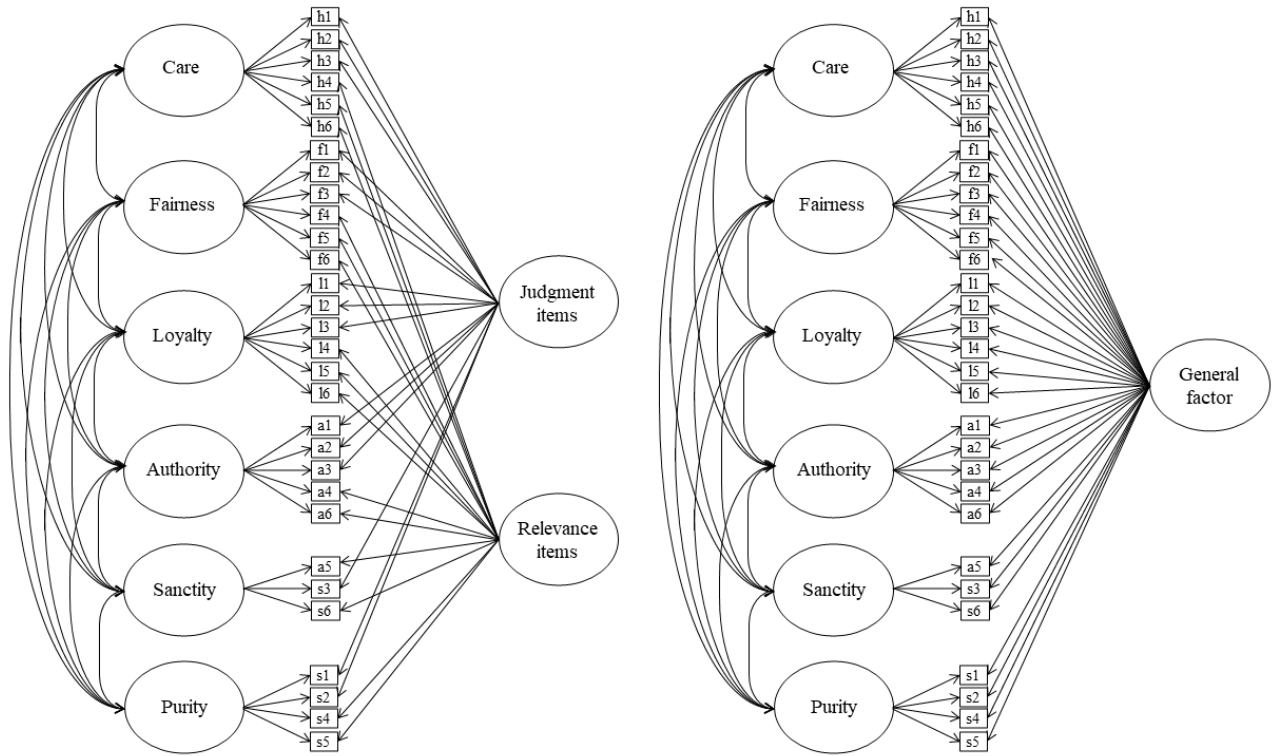 Care
h1
h2
h3
h4
h5
h6
Fairness
f1
f2
f3
f4
f5
f6
Loyalty
l1
l2
l3
l4
l5
l6
Authority
a1
a2
a3
a4
a6
Sanctity
a5
s3
s6
Purity
s1
s2
s4
s5
Judgment
items
Relevance
items
Care
h1
h2
h3
h4
h5
h6
Fairness
f1
f2
f3
f4
f5
f6
Loyalty
l1
l2
l3
l4
l5
l6
Authority
a1
a2
a3
a4
a6
Sanctity
a5
s3
s6
Purity
s1
s2
s4
s5
General
factor